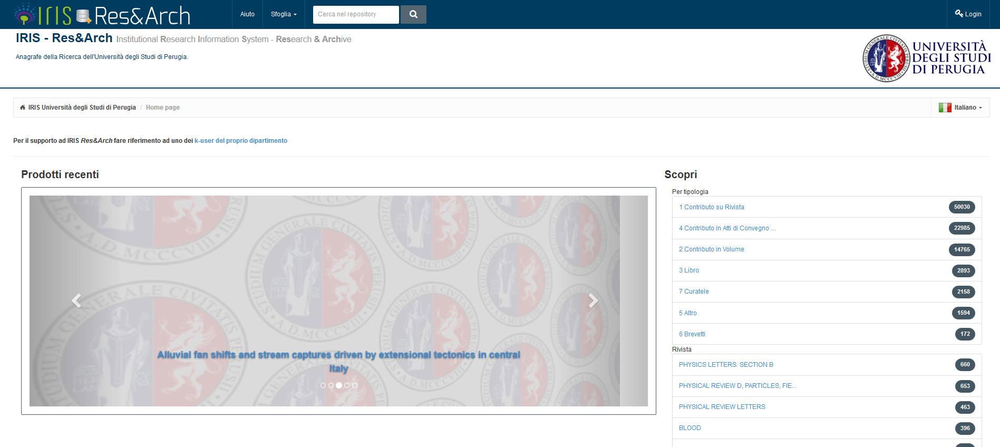 IRIS Res&Arch
Aiuto
Sfoglia
Cerca nel repository
Login
IRIS - Res&Arch Institutional Research Information System - Research & Archive
Anagrafe della Ricerca dell'Università degli Studi di Perugia.
UNIVERSITÀ
DEGLI STUDI
DI PERUGIA
IRIS Università degli Studi di Perugia / Home page
Italiano
Per il supporto ad IRIS Res&Arch fare riferimento ad uno dei k-user del proprio dipartimento
Prodotti recenti
Alluvial fan shifts and stream captures driven by extensional tectonics in central
Italy
Scopri
Per tipologia
1 Contributo su Rivista 50030
4 Contributo in Atti di Convegno ... 22985
2 Contributo in Volume 14765
3 Libro 2893
7 Curatele 2158
5 Altro 1594
6 Brevetti 172
Rivista
PHYSICS LETTERS. SECTION B 660
PHYSICAL REVIEW D, PARTICLES, FIE... 653
PHYSICAL REVIEW LETTERS 463
BLOOD 396